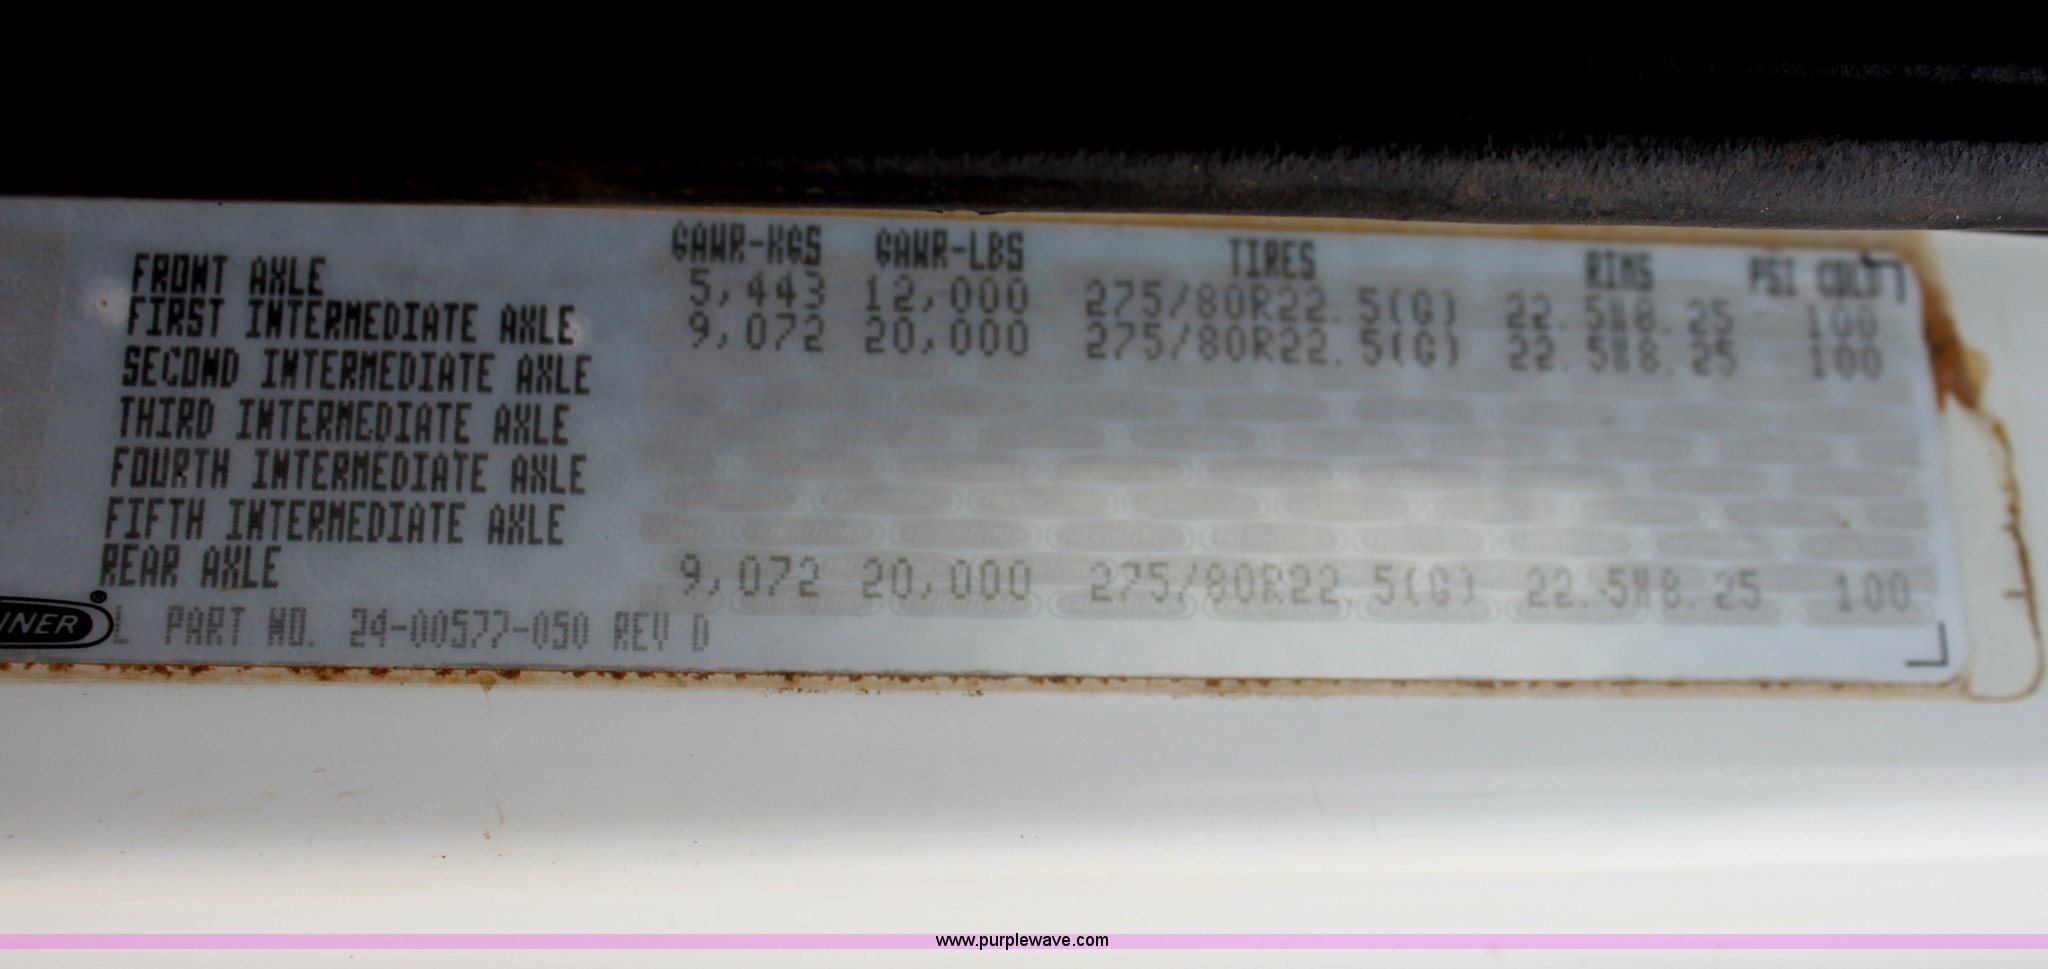 GAWR-KGS GAWR-LBS TIRES RIMS PSI COLD
FRONT AXLE 5,443 12,000 275/80R22.5(G) 22.5X8.25 100
FIRST INTERMEDIATE AXLE 9,072 20,000 275/80R22.5(G) 22.5X8.25 100
SECOND INTERMEDIATE AXLE
THIRD INTERMEDIATE AXLE
FOURTH INTERMEDIATE AXLE
FIFTH INTERMEDIATE AXLE
REAR AXLE 9,072 20,000 275/80R22.5(G) 22.5X8.25 100
INER® L PART NO. 24-00577-050 REV D
www.purplewave.com